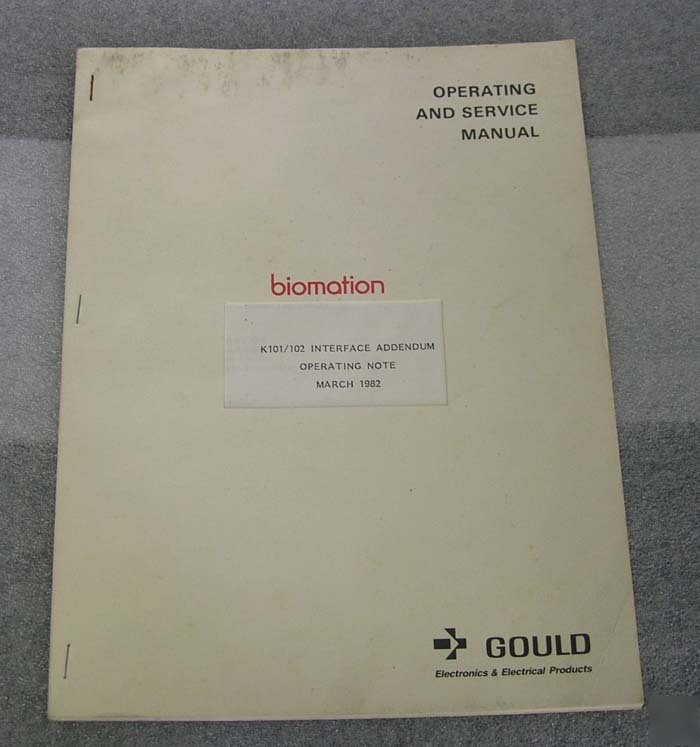 OPERATING
AND SERVICE
MANUAL
biomation
K101/102 INTERFACE ADDENDUM
OPERATING NOTE
MARCH 1982
GOULD
Electronics & Electrical Products